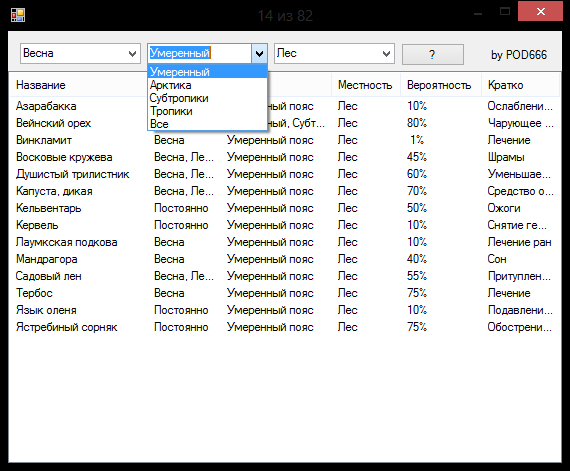 14 из 82
Весна Умеренный Лес ? by POD666
Умеренный
Арктика
Субтропики
Тропики
Все
Название Местность Вероятность Кратко
Азарабакка нный пояс Лес 10% Ослаблени...
Вейнский орех ный, Субт... Лес 80% Чарующее ...
Винкламит Весна Умеренный пояс Лес 1% Лечение
Восковые кружева Весна, Ле... Умеренный пояс Лес 45% Шрамы
Душистый трилистник Весна, Ле... Умеренный пояс Лес 60% Уменьшае...
Капуста, дикая Весна, Ле... Умеренный пояс Лес 70% Средство о...
Кельвентарь Постоянно Умеренный пояс Лес 50% Ожоги
Кервель Постоянно Умеренный пояс Лес 10% Снятие ге...
Лаумкская подкова Весна Умеренный пояс Лес 10% Лечение ран
Мандрагора Весна Умеренный пояс Лес 40% Сон
Садовый лен Весна, Ле... Умеренный пояс Лес 55% Притуплен...
Тербос Весна Умеренный пояс Лес 75% Лечение
Язык оленя Постоянно Умеренный пояс Лес 10% Подавлени...
Ястребиный сорняк Постоянно Умеренный пояс Лес 75% Обострени...